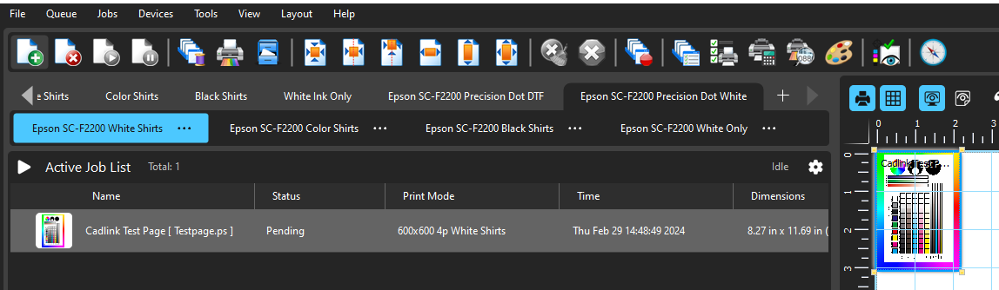 File Queue Jobs Devices Tools View Layout Help
e Shirts Color Shirts Black Shirts White Ink Only Epson SC-F2200 Precision Dot DTF Epson SC-F2200 Precision Dot White +
Epson SC-F2200 White Shirts ... Epson SC-F2200 Color Shirts ... Epson SC-F2200 Black Shirts ... Epson SC-F2200 White Only ...
Active Job List Total: 1 Idle
Name Status Print Mode Time Dimensions
Cadlink Test Page [ Testpage.ps ] Pending 600x600 4p White Shirts Thu Feb 29 14:48:49 2024 8.27 in x 11.69 in (
0 1 2 3
0
1
2
3
Cadlink Test P...